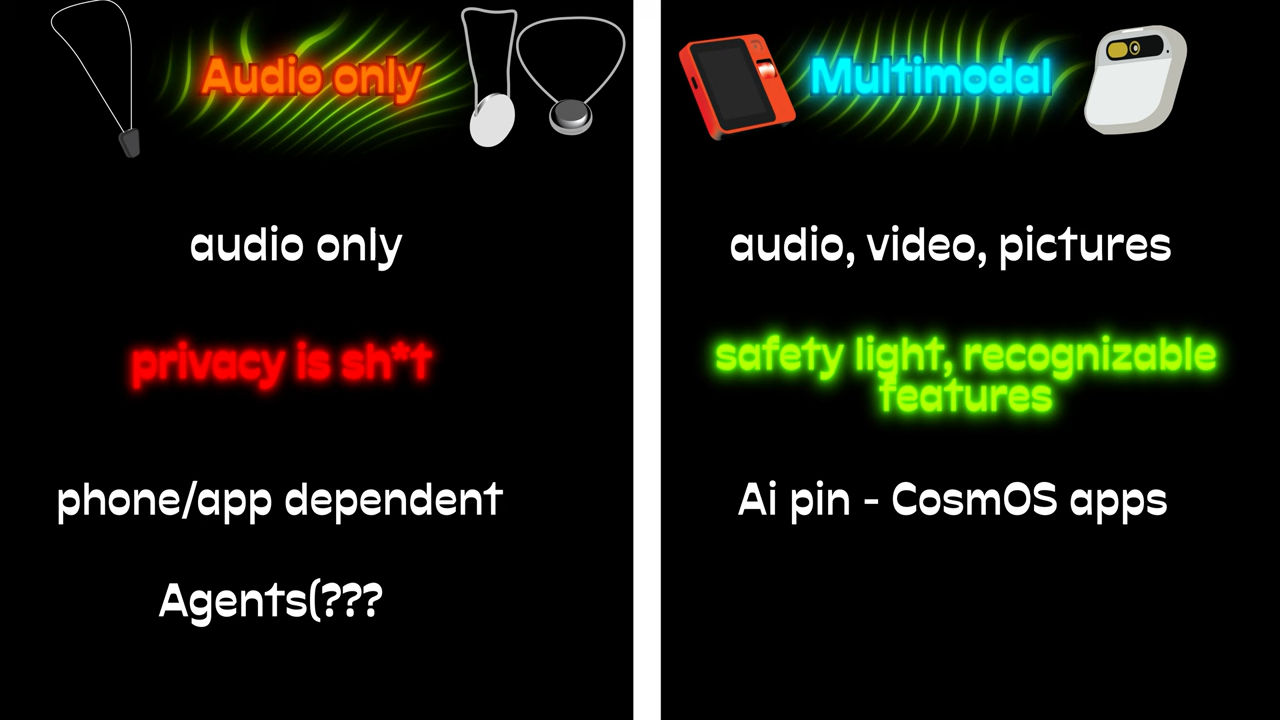 Audio only
audio only
privacy is sh*t
phone/app dependent
Agents(???
Multimodal
audio, video, pictures
safety light, recognizable
features
Ai pin - CosmOS apps